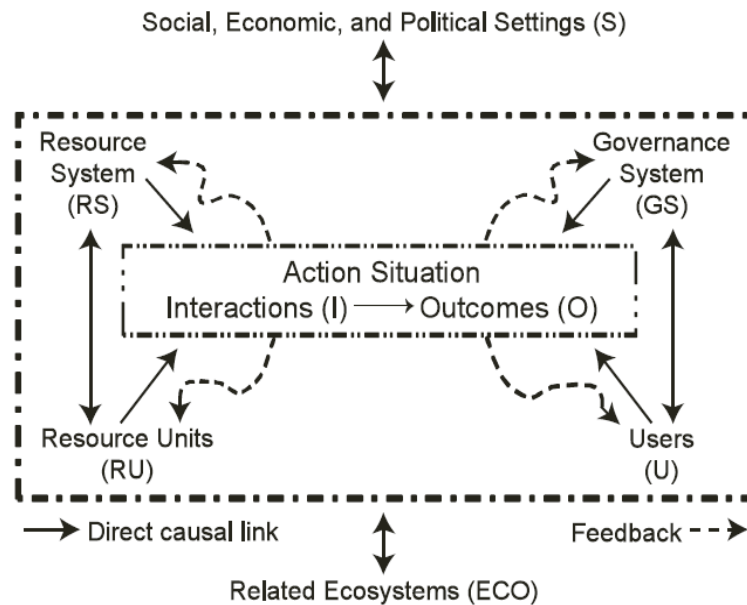 Social, Economic, and Political Settings (S)
Resource
System
(RS)
Governance
System
(GS)
Action Situation
Interactions (I) Outcomes (O)
Resource Units
(RU)
Users
(U)
Direct causal link
Feedback
Related Ecosystems (ECO)